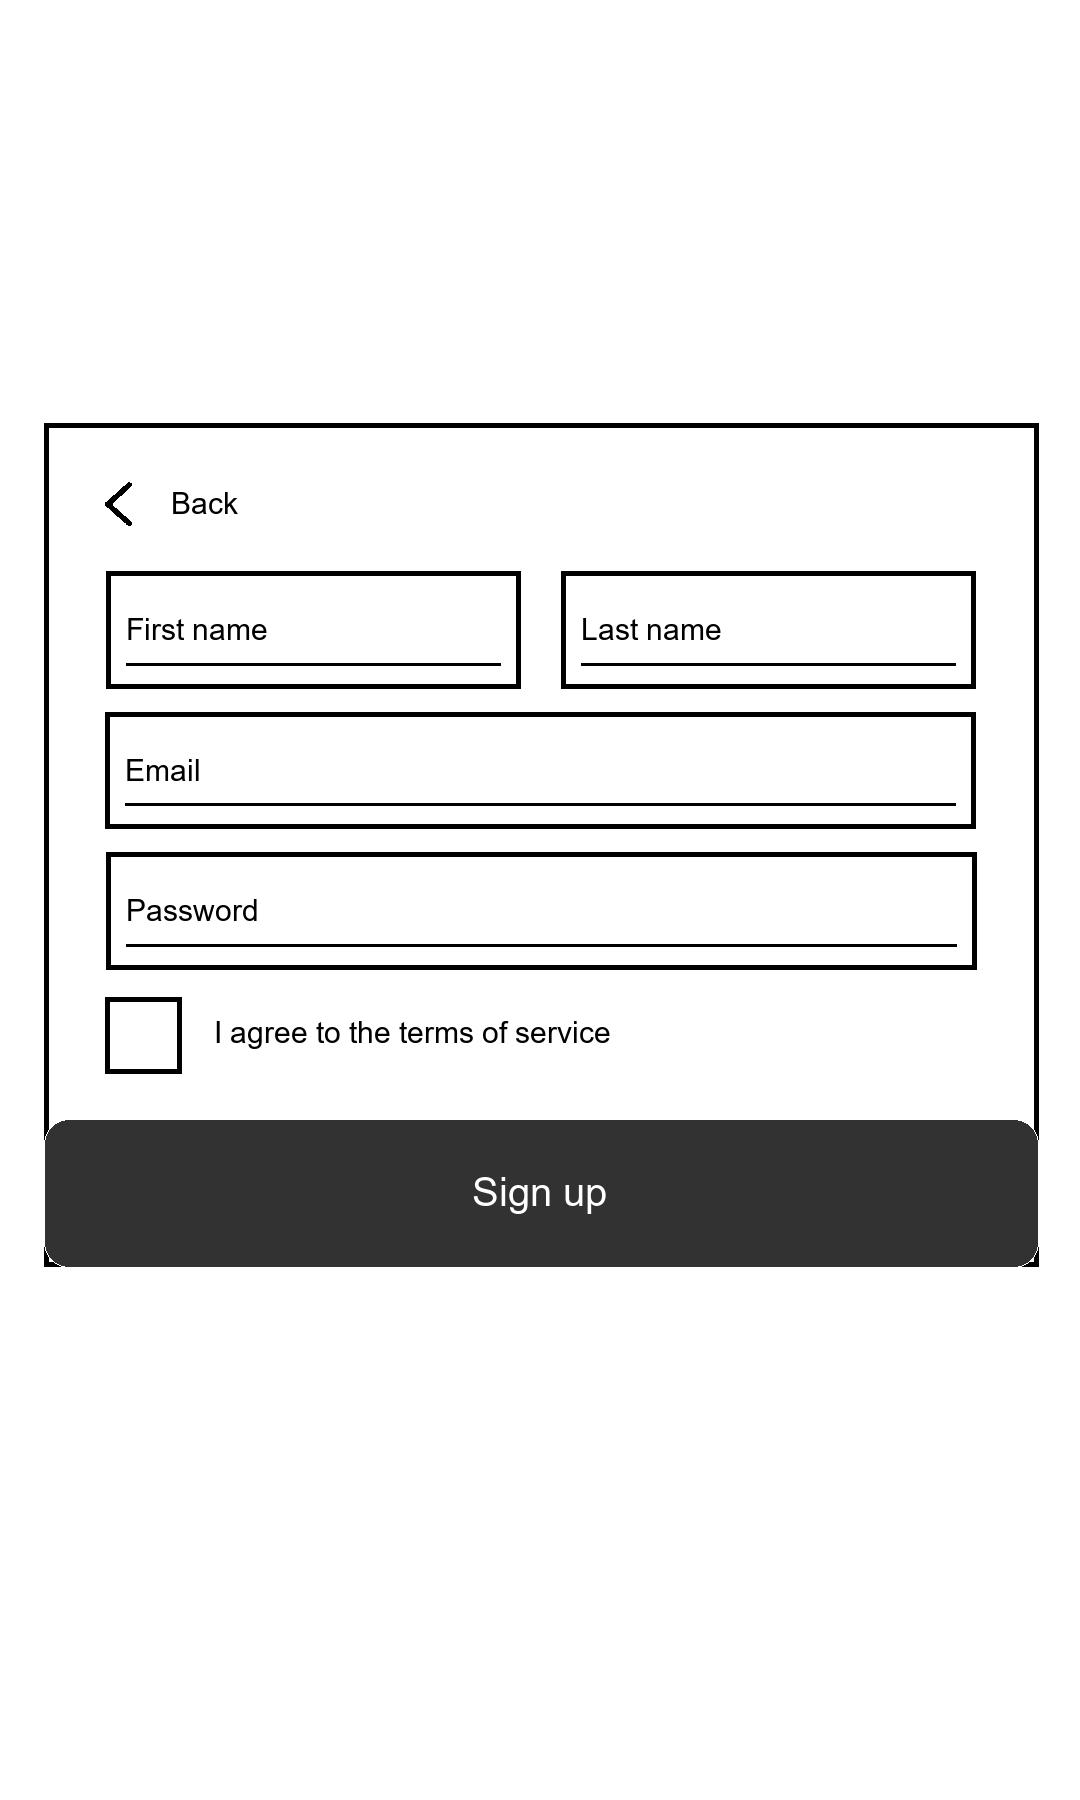 Back
First name
Last name
Email
Password
I agree to the terms of service
Sign up